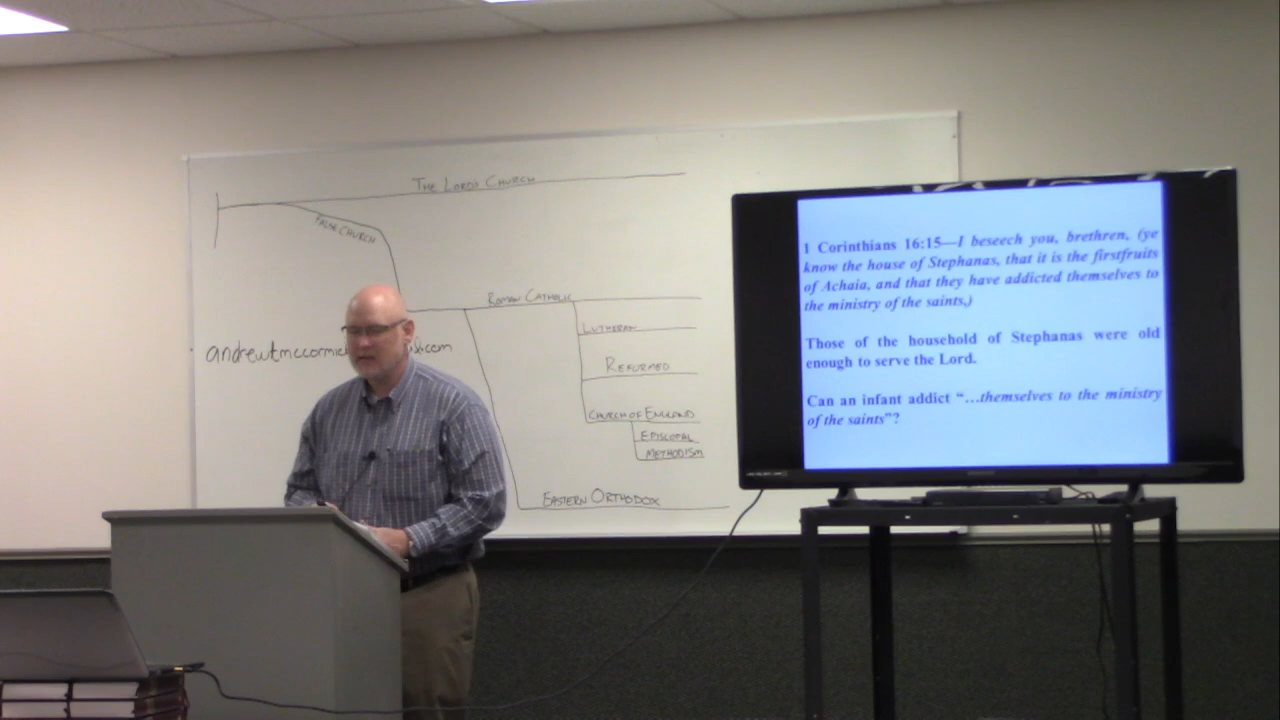 THE LORDS CHURCH
FALSE CHURCH
ROMAN CATHOLIC
LUTHERAN
REFORMED
CHURCH OF ENGLAND
EPISCOPAL
METHODISM
EASTERN ORTHODOX
andrewtmccormic
.com
1 Corinthians 16:15—I beseech you, brethren, (ye
know the house of Stephanas, that it is the firstfruits
of Achaia, and that they have addicted themselves to
the ministry of the saints,)
Those of the household of Stephanas were old
enough to serve the Lord.
Can an infant addict “…themselves to the ministry
of the saints”?